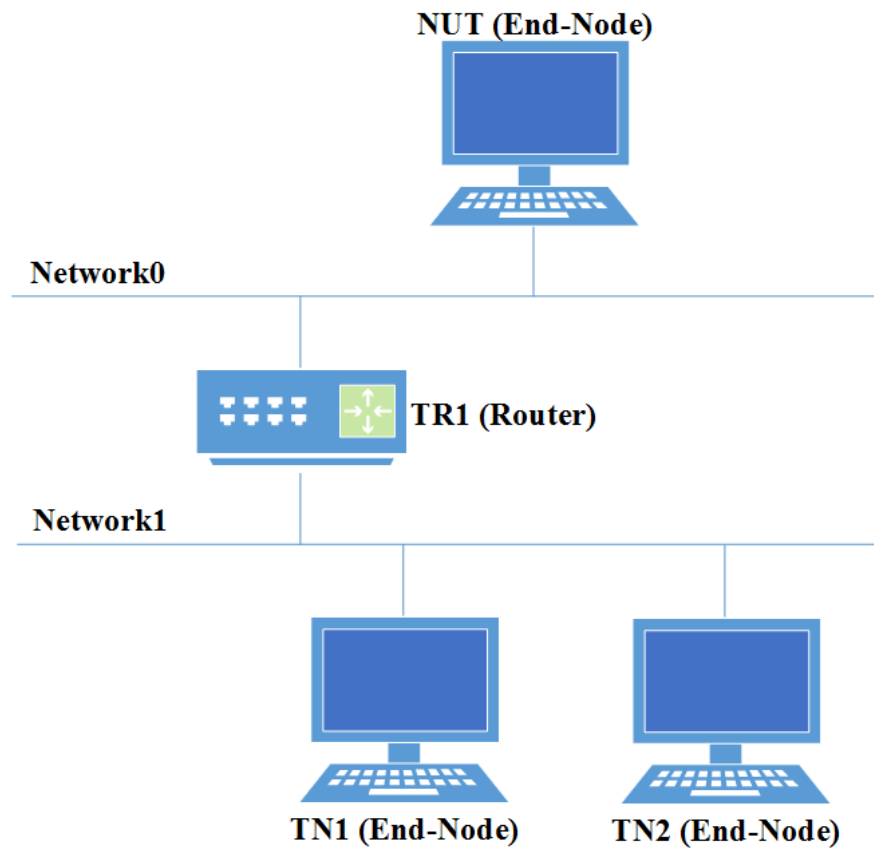 NUT (End-Node)
Network0
TR1 (Router)
Network1
TN1 (End-Node)
TN2 (End-Node)